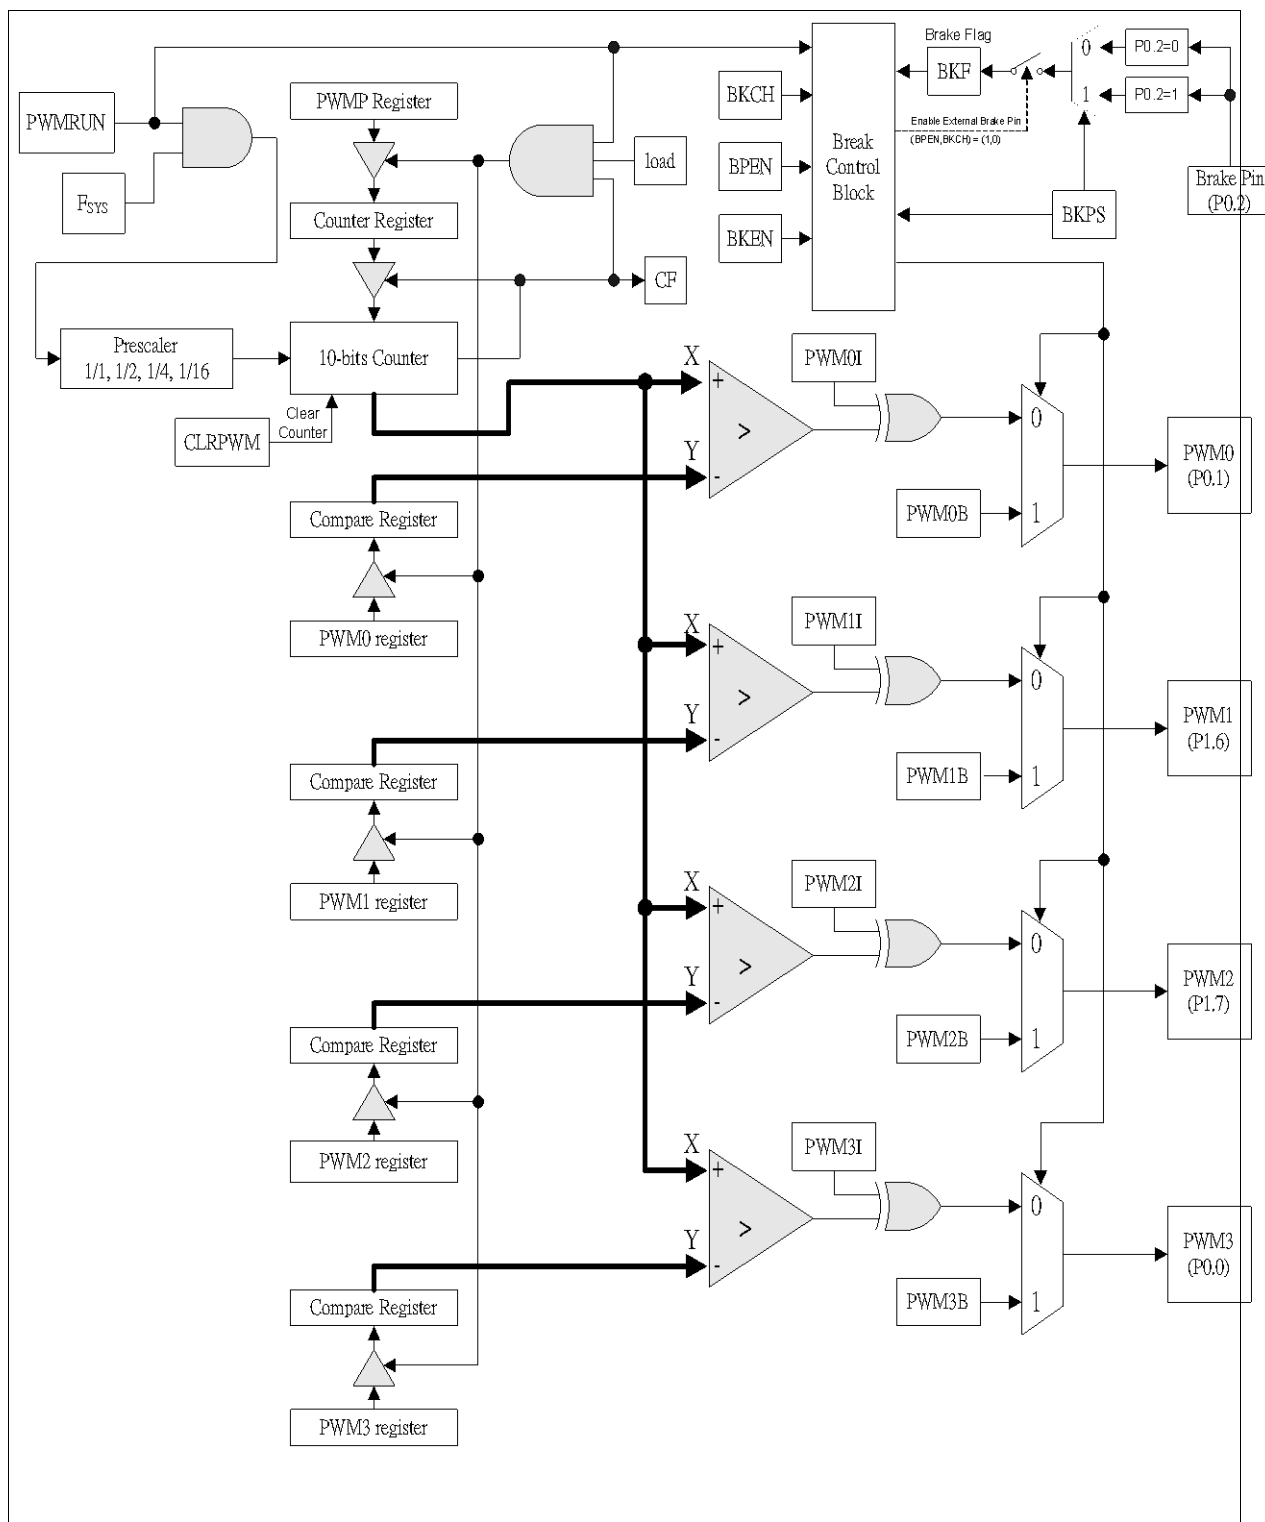 Brake Flag
0
P0.2=0
PWMRUN
PWMP Register
BKCH
BKF
1
P0.2=1
Enable External Brake Pin
(BPEN,BKCH) = (1,0)
load
BPEN
Break
Control
Block
Brake Pin
(P0.2)
FSYS
Counter Register
BKEN
BKPS
CF
Prescaler
1/1, 1/2, 1/4, 1/16
10-bits Counter
Clear
Counter
CLRPWM
X
+
PWM0I
>
Y
-
0
PWM0
(P0.1)
Compare Register
PWM0B
1
PWM0 register
X
+
PWM1I
>
Y
-
0
PWM1
(P1.6)
Compare Register
PWM1B
1
PWM1 register
X
+
PWM2I
>
Y
-
0
PWM2
(P1.7)
Compare Register
PWM2B
1
PWM2 register
X
+
PWM3I
>
Y
-
0
PWM3
(P0.0)
Compare Register
PWM3B
1
PWM3 register